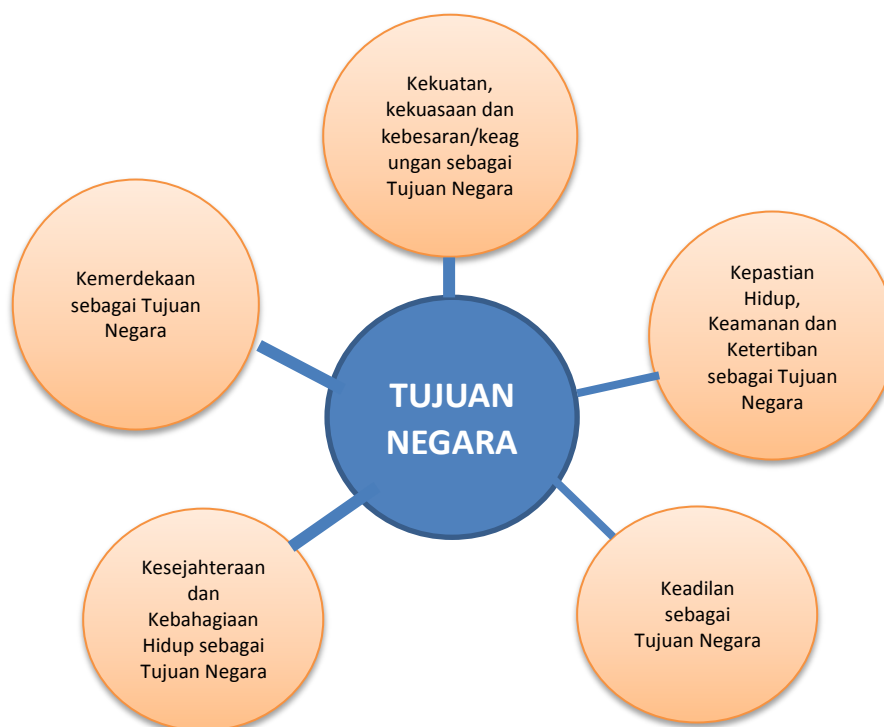 Kekuatan,
kekuasaan dan
kebesaran/keag
ungan sebagai
Tujuan Negara
Kemerdekaan
sebagai Tujuan
Negara
Kepastian
Hidup,
Keamanan dan
Ketertiban
sebagai Tujuan
Negara
TUJUAN
NEGARA
Kesejahteraan
dan
Kebahagiaan
Hidup sebagai
Tujuan Negara
Keadilan
sebagai
Tujuan Negara